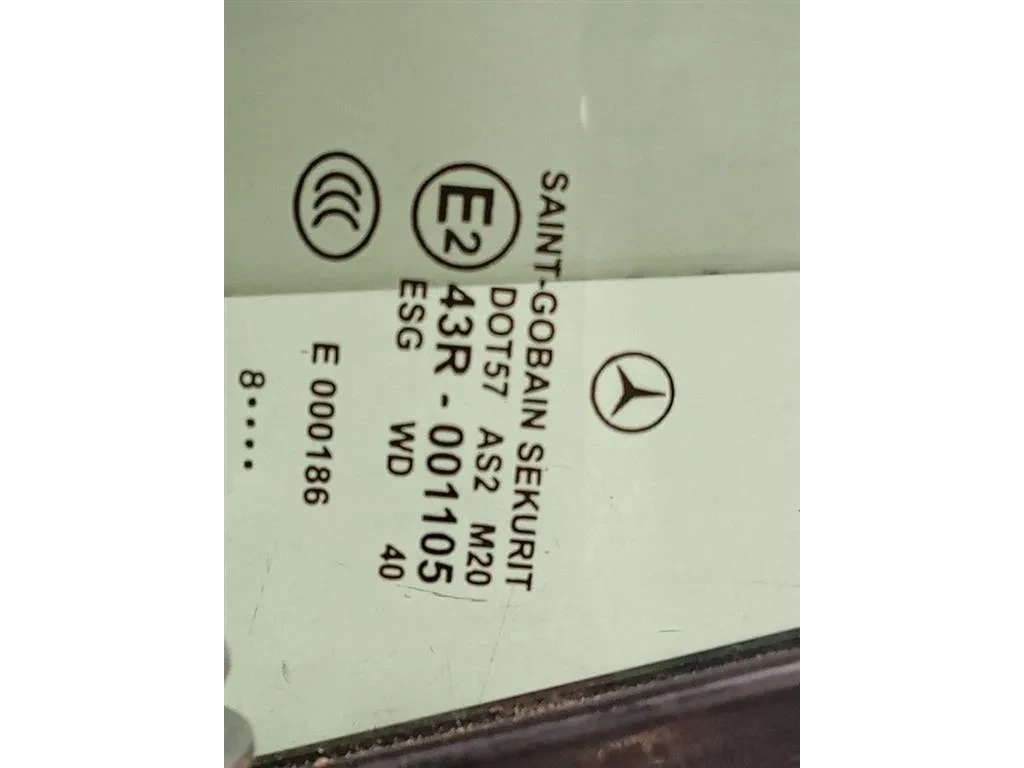 SAINT-GOBAIN SEKURIT
DOT57 AS2 M20
E2 43R - 001105
ESG WD 40
E 000186
8••••